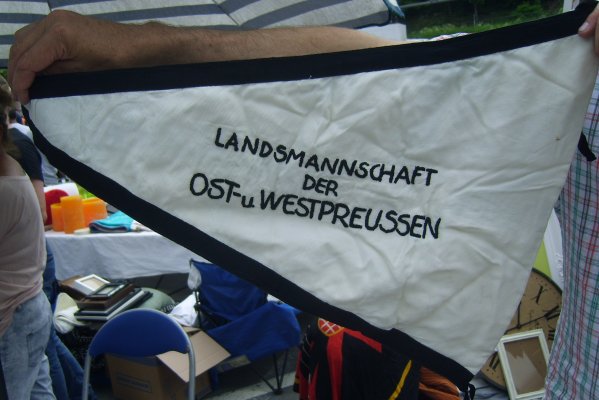 LANDSMANNSCHAFT
DER
OST- u WESTPREUSSEN